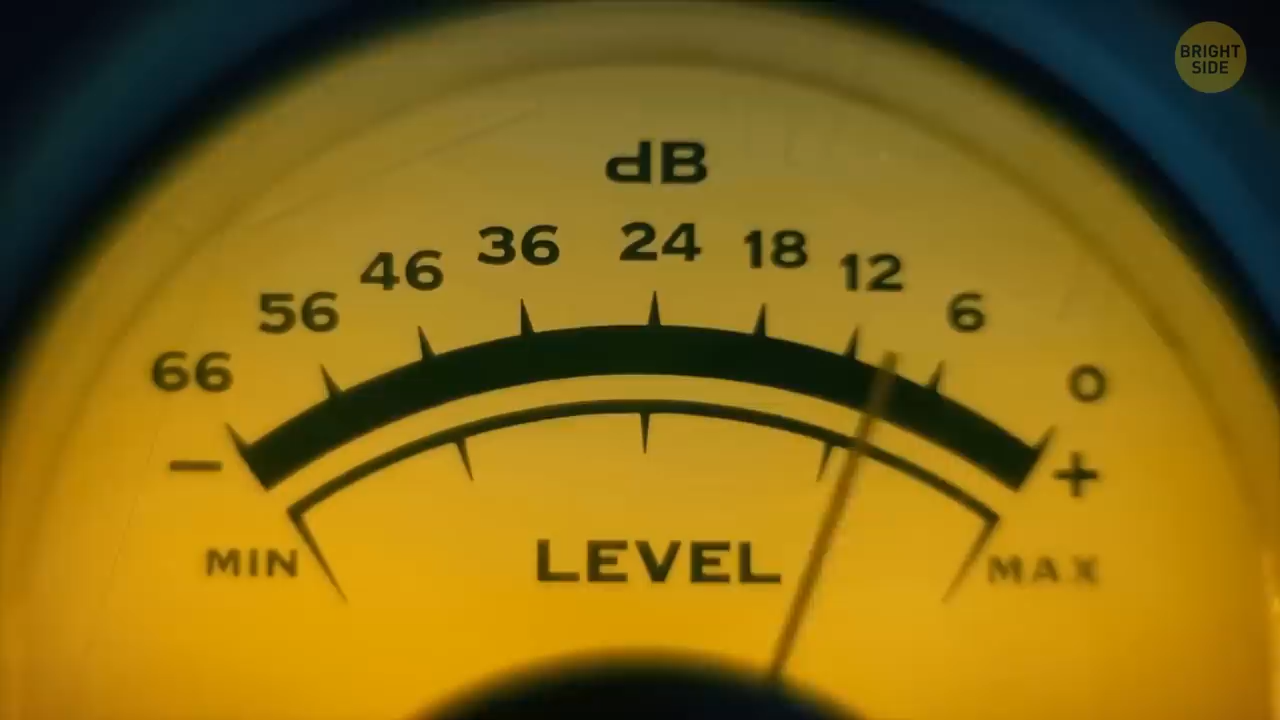 BRIGHT
SIDE
dB
66 56 46 36 24 18 12 6 0
− +
MIN LEVEL MAX